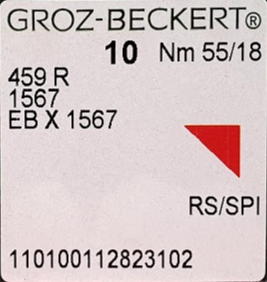 GROZ-BECKERT®
10 Nm 55/18
459 R
1567
EB X 1567
RS/SPI
110100112823102